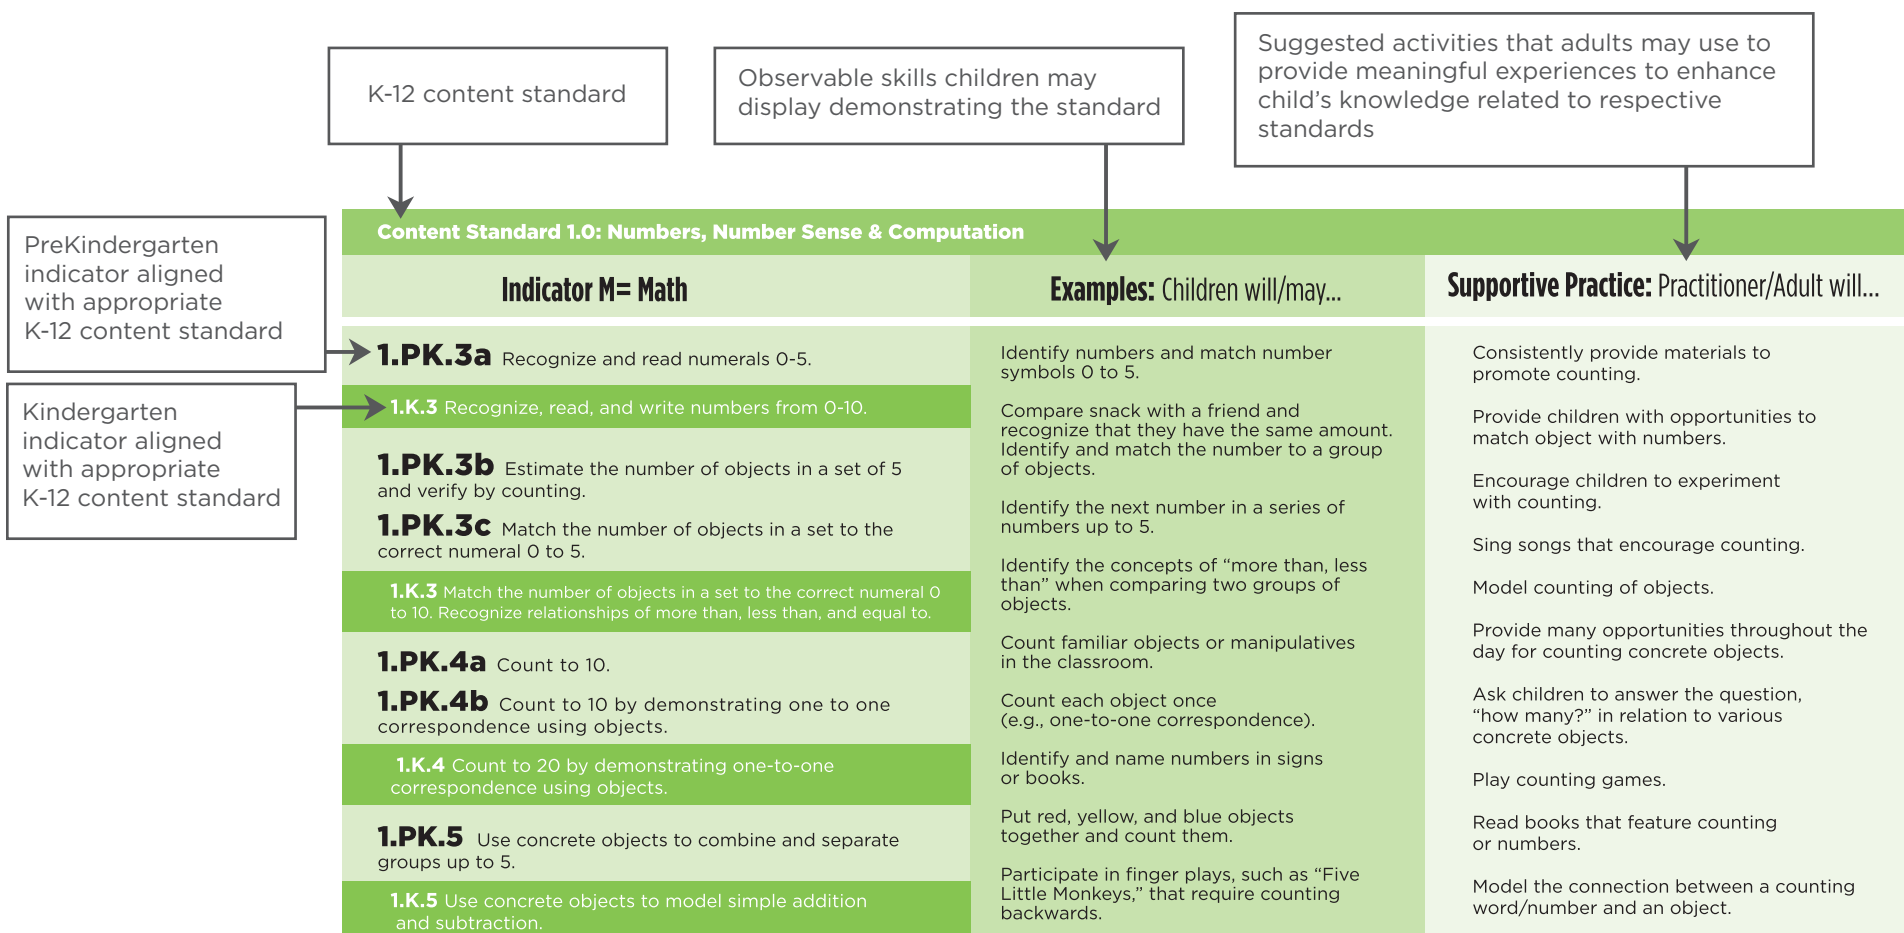 K-12 content standard
Observable skills children may
display demonstrating the standard
Suggested activities that adults may use to
provide meaningful experiences to enhance
child’s knowledge related to respective
standards
PreKindergarten
indicator aligned
with appropriate
K-12 content standard
Kindergarten
indicator aligned
with appropriate
K-12 content standard
Content Standard 1.0: Numbers, Number Sense & Computation
Indicator M= Math
1.PK.3a Recognize and read numerals 0-5.
1.K.3 Recognize, read, and write numbers from 0-10.
1.PK.3b Estimate the number of objects in a set of 5
and verify by counting.
1.PK.3c Match the number of objects in a set to the
correct numeral 0 to 5.
1.K.3 Match the number of objects in a set to the correct numeral 0
to 10. Recognize relationships of more than, less than, and equal to.
1.PK.4a Count to 10.
1.PK.4b Count to 10 by demonstrating one to one
correspondence using objects.
1.K.4 Count to 20 by demonstrating one-to-one
correspondence using objects.
1.PK.5 Use concrete objects to combine and separate
groups up to 5.
1.K.5 Use concrete objects to model simple addition
and subtraction.
Examples: Children will/may...
Identify numbers and match number
symbols 0 to 5.
Compare snack with a friend and
recognize that they have the same amount.
Identify and match the number to a group
of objects.
Identify the next number in a series of
numbers up to 5.
Identify the concepts of “more than, less
than” when comparing two groups of
objects.
Count familiar objects or manipulatives
in the classroom.
Count each object once
(e.g., one-to-one correspondence).
Identify and name numbers in signs
or books.
Put red, yellow, and blue objects
together and count them.
Participate in finger plays, such as “Five
Little Monkeys,” that require counting
backwards.
Supportive Practice: Practitioner/Adult will...
Consistently provide materials to
promote counting.
Provide children with opportunities to
match object with numbers.
Encourage children to experiment
with counting.
Sing songs that encourage counting.
Model counting of objects.
Provide many opportunities throughout the
day for counting concrete objects.
Ask children to answer the question,
“how many?” in relation to various
concrete objects.
Play counting games.
Read books that feature counting
or numbers.
Model the connection between a counting
word/number and an object.